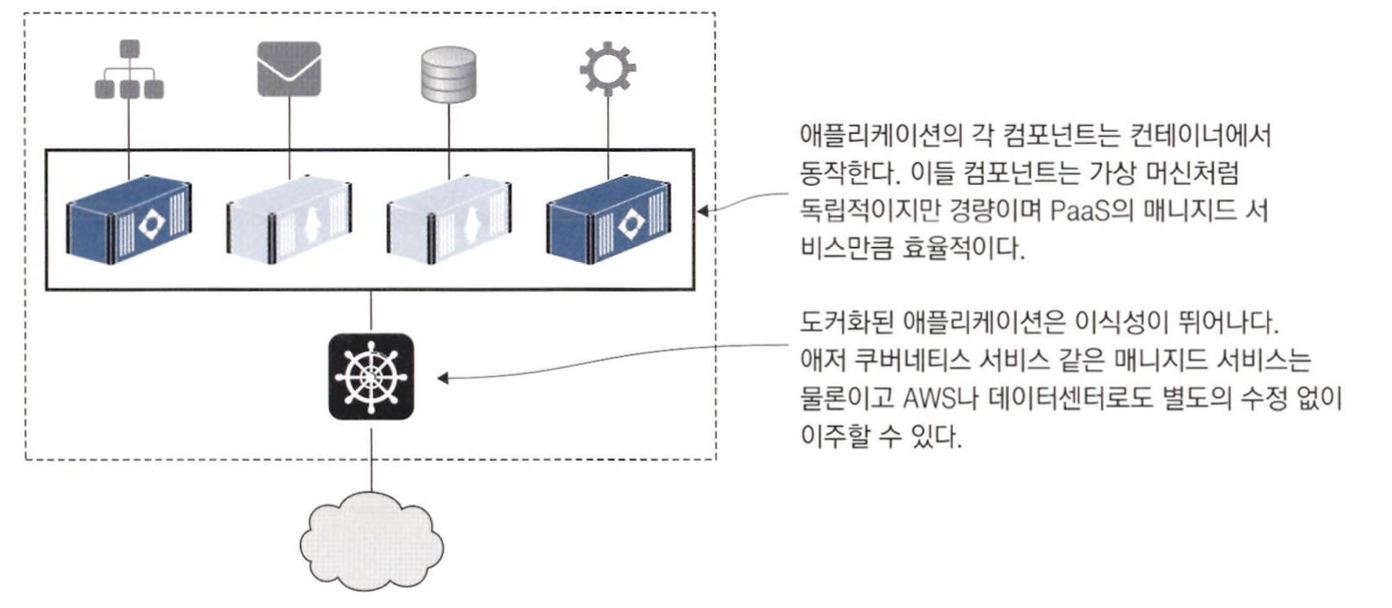 애플리케이션의 각 컴포넌트는 컨테이너에서
동작한다. 이들 컴포넌트는 가상 머신처럼
독립적이지만 경량이며 PaaS의 매니지드 서
비스만큼 효율적이다.
도커화된 애플리케이션은 이식성이 뛰어나다.
애저 쿠버네티스 서비스 같은 매니지드 서비스는
물론이고 AWS나 데이터센터로도 별도의 수정 없이
이주할 수 있다.